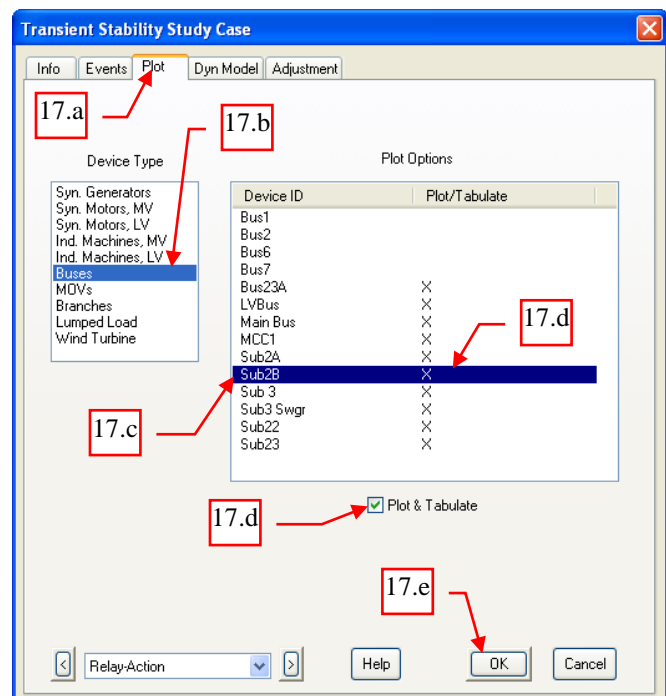 Transient Stability Study Case
Info Events Plot Dyn Model Adjustment
17.a
17.b
Device Type
Plot Options
Syn. Generators
Syn. Motors, MV
Syn. Motors, LV
Ind. Machines, MV
Ind. Machines, LV
Buses
MOVs
Branches
Lumped Load
Wind Turbine
Device ID Plot/Tabulate
Bus1
Bus2
Bus6
Bus7
Bus23A X
LVBus X
Main Bus X
MCC1 X
Sub2A X
Sub2B X
Sub 3 X
Sub3 Swgr X
Sub22 X
Sub23 X
17.d
17.c
Plot & Tabulate
17.d
17.e
< Relay-Action > Help OK Cancel